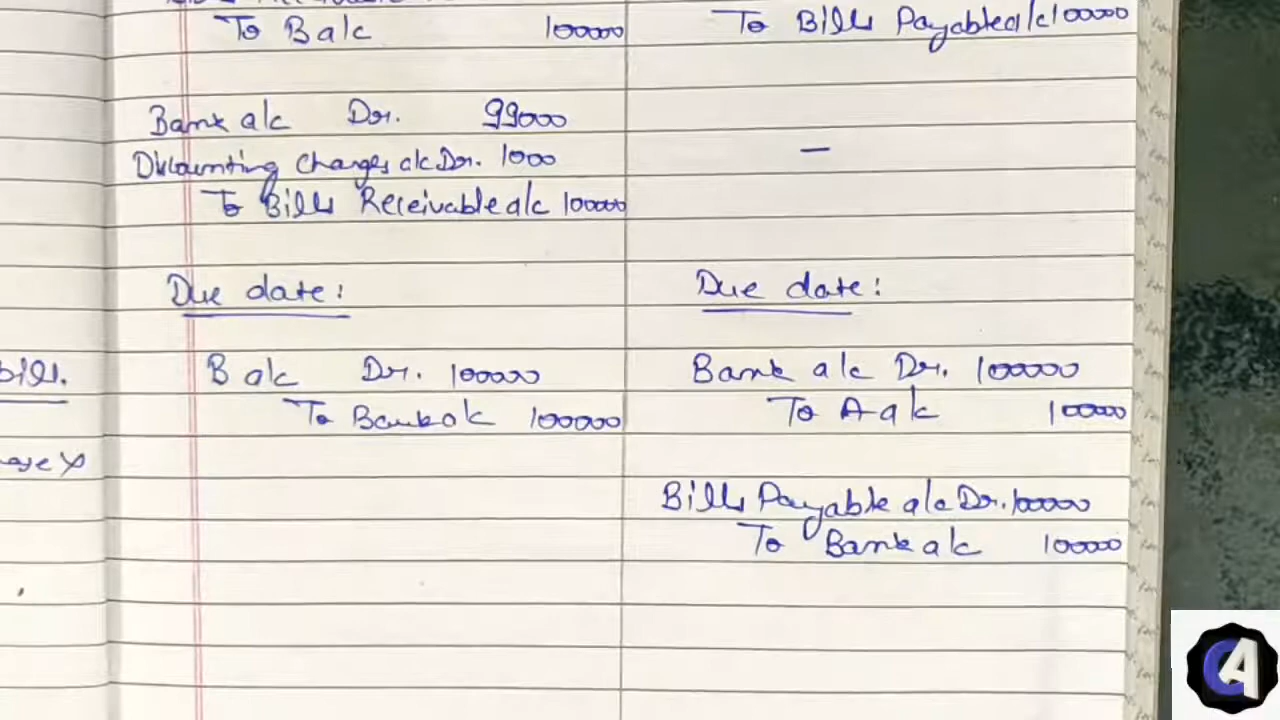 To B a/c 100000
To Bills Payable a/c 100000
Bank a/c Dr. 99000
Discounting Charges a/c Dr. 1000
—
To Bills Receivable a/c 100000
Due date:
Due date:
bill.
B a/c Dr. 100000
To Bank a/c 100000
Bank a/c Dr. 100000
To A a/c 100000
Bills Payable a/c Dr. 100000
To Bank a/c 100000
CA